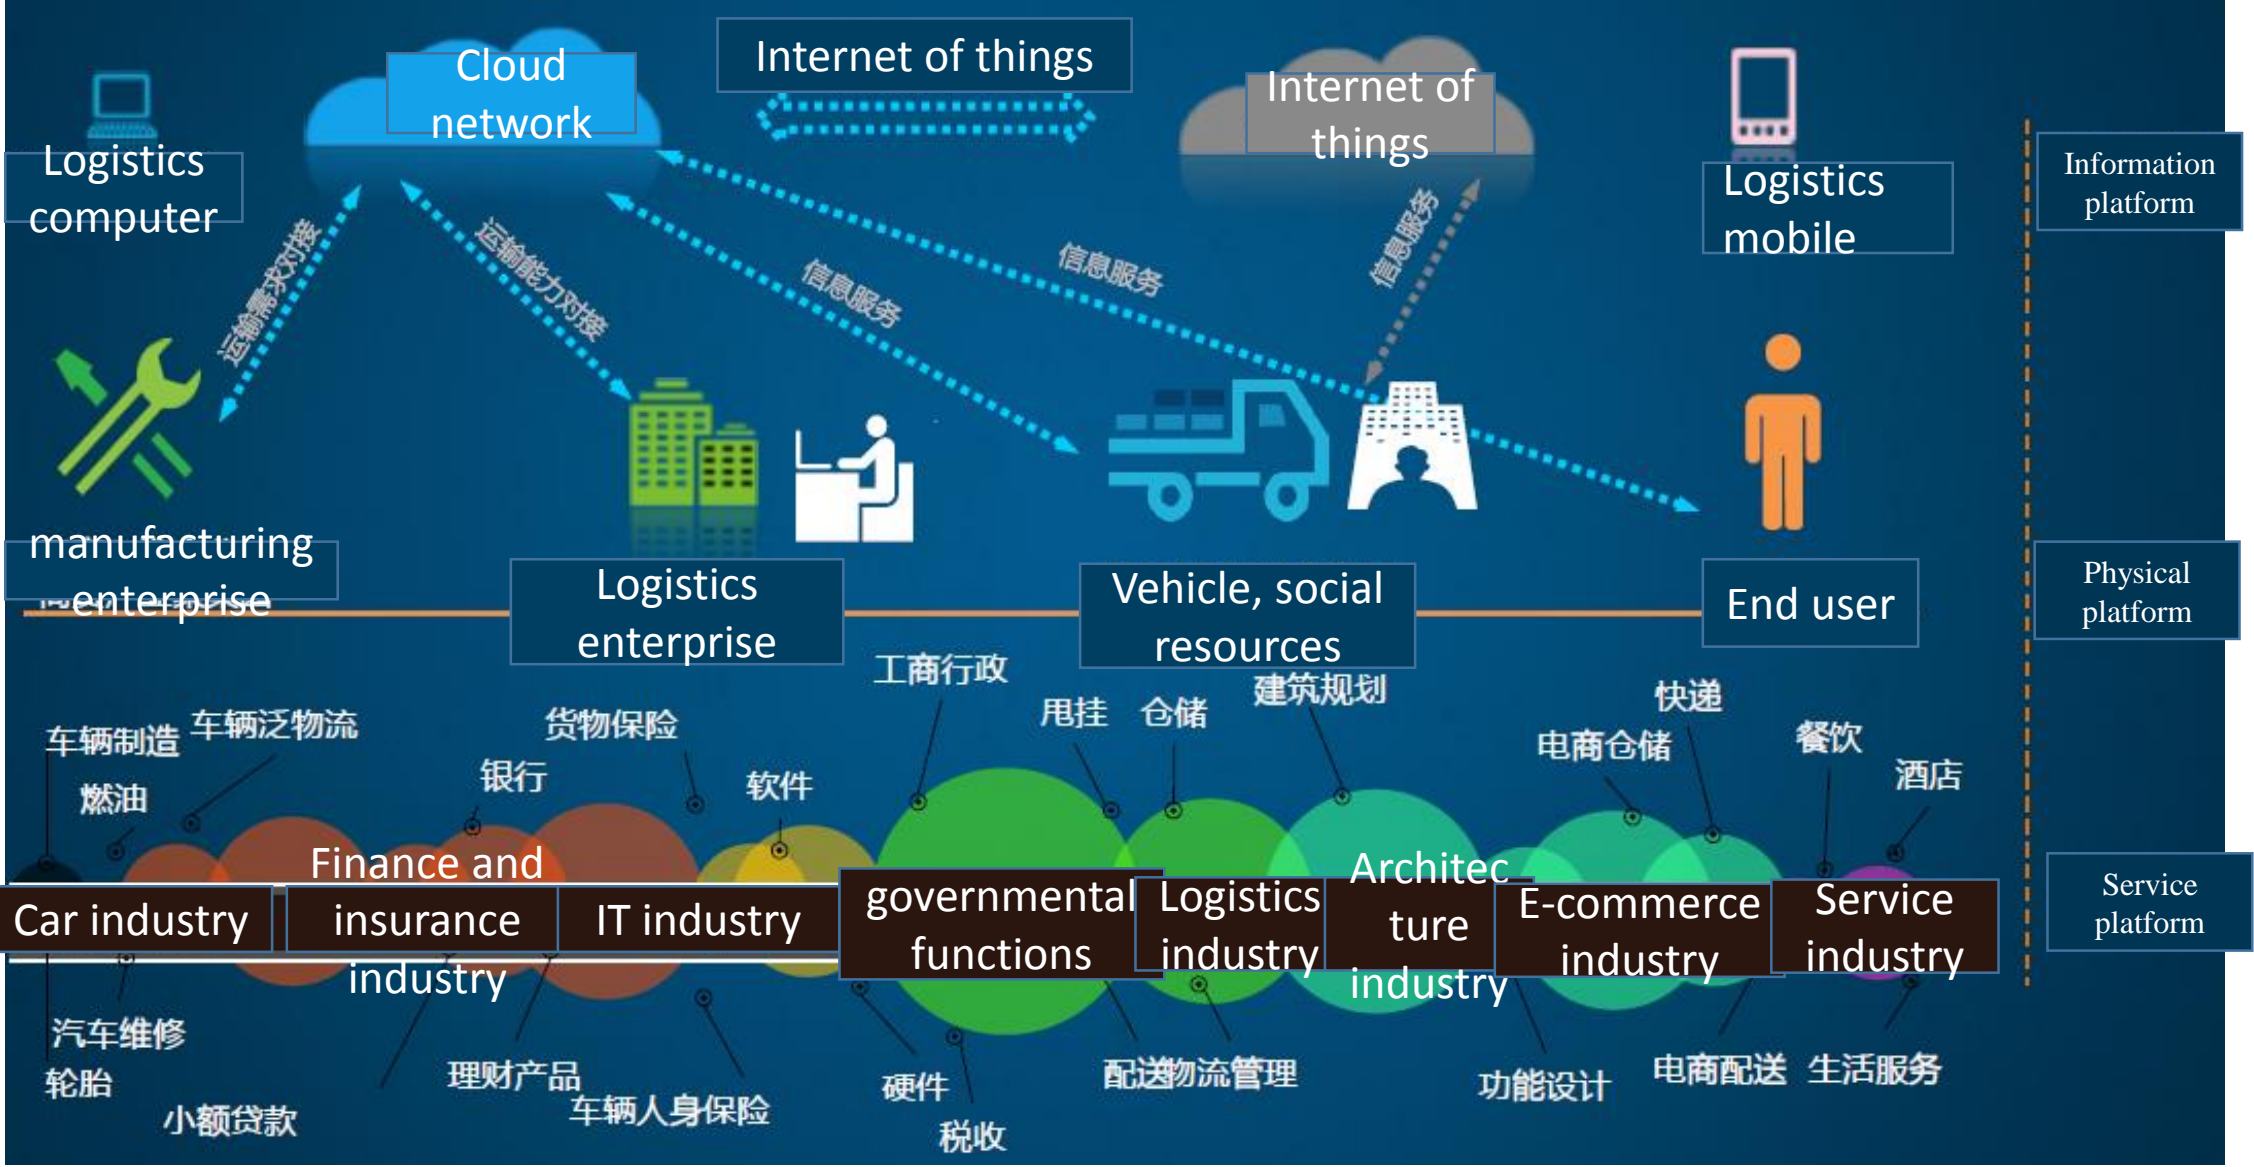 Internet of things
Cloud
network
Internet of
things
Logistics
computer
Logistics
mobile
Information
platform
运输需求对接
运输能力对接
信息服务
信息服务
信息服务
manufacturing
enterprise
Logistics
enterprise
Vehicle, social
resources
End user
Physical
platform
工商行政
车辆制造
车辆泛物流
货物保险
甩挂
仓储
建筑规划
快递
电商仓储
餐饮
酒店
燃油
银行
软件
Car industry
Finance and
insurance
industry
IT industry
governmental
functions
Logistics
industry
Architec
ture
industry
E-commerce
industry
Service
industry
Service
platform
汽车维修
轮胎
小额贷款
理财产品
车辆人身保险
硬件
税收
配送
物流管理
功能设计
电商配送
生活服务